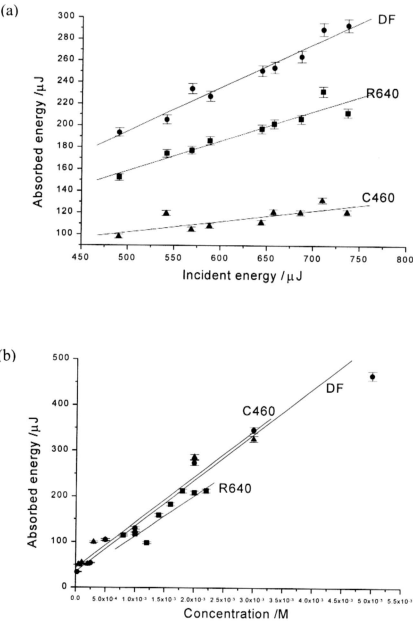 (a)
300
280
260
240
220
200
180
160
140
120
100
Absorbed energy /µJ
DF
R640
C460
450 500 550 600 650 700 750 800
Incident energy /µJ
(b)
500
400
300
200
100
0
Absorbed energy /µJ
C460
DF
R640
0.0
Concentration /M